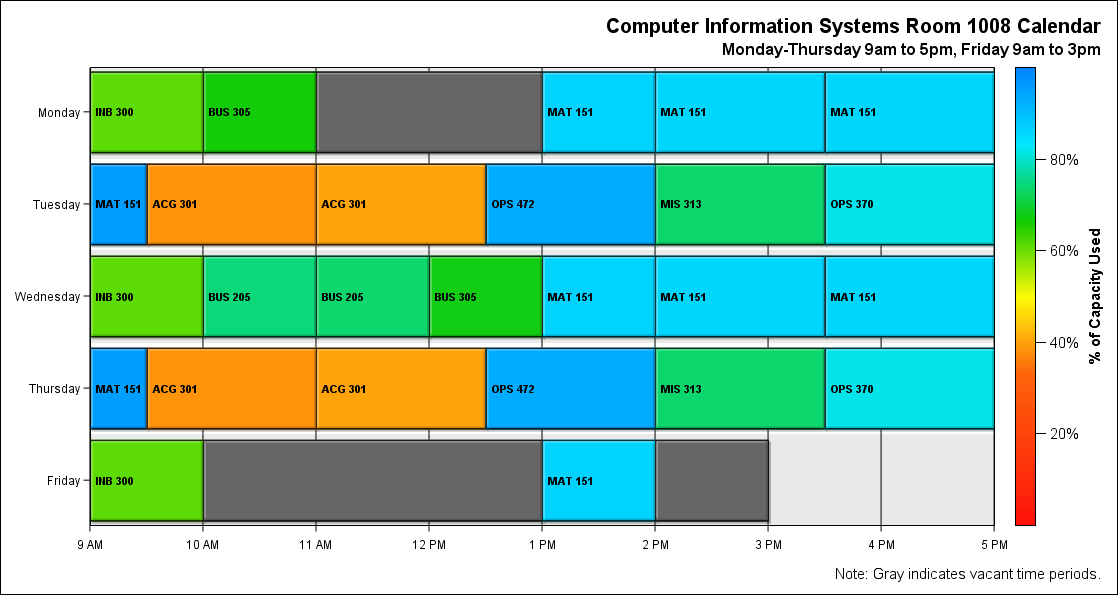 Computer Information Systems Room 1008 Calendar
Monday-Thursday 9am to 5pm, Friday 9am to 3pm
Monday
INB 300
BUS 305
MAT 151
MAT 151
MAT 151
Tuesday
MAT 151
ACG 301
ACG 301
OPS 472
MIS 313
OPS 370
Wednesday
INB 300
BUS 205
BUS 205
BUS 305
MAT 151
MAT 151
MAT 151
Thursday
MAT 151
ACG 301
ACG 301
OPS 472
MIS 313
OPS 370
Friday
INB 300
MAT 151
9 AM
10 AM
11 AM
12 PM
1 PM
2 PM
3 PM
4 PM
5 PM
80%
60%
40%
20%
% of Capacity Used
Note: Gray indicates vacant time periods.